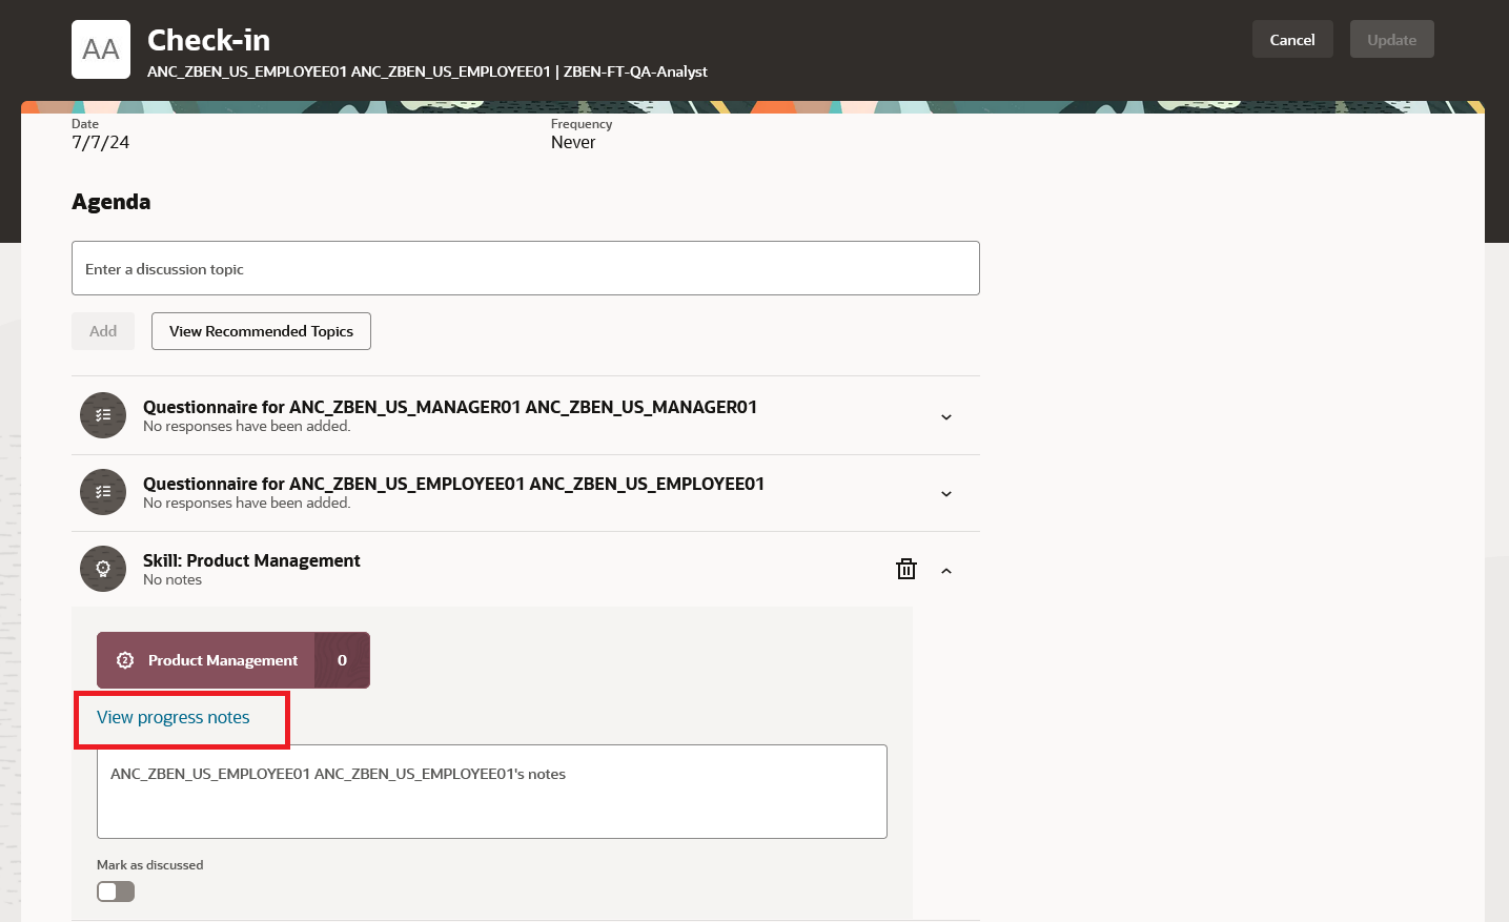 AA
Check-in
ANC_ZBEN_US_EMPLOYEE01 ANC_ZBEN_US_EMPLOYEE01 | ZBEN-FT-QA-Analyst
Cancel
Update
Date
7/7/24
Frequency
Never
Agenda
Enter a discussion topic
Add
View Recommended Topics
Questionnaire for ANC_ZBEN_US_MANAGER01 ANC_ZBEN_US_MANAGER01
No responses have been added.
Questionnaire for ANC_ZBEN_US_EMPLOYEE01 ANC_ZBEN_US_EMPLOYEE01
No responses have been added.
Skill: Product Management
No notes
Product Management 0
View progress notes
ANC_ZBEN_US_EMPLOYEE01 ANC_ZBEN_US_EMPLOYEE01's notes
Mark as discussed